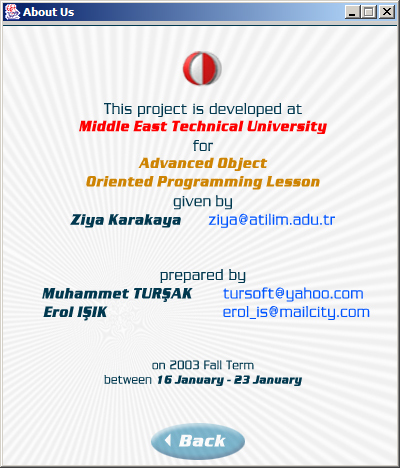 About Us
This project is developed at
Middle East Technical University
for
Advanced Object
Oriented Programming Lesson
given by
Ziya Karakaya ziya@atilim.adu.tr
prepared by
Muhammet TURŞAK tursoft@yahoo.com
Erol IŞIK erol_is@mailcity.com
on 2003 Fall Term
between 16 January - 23 January
Back